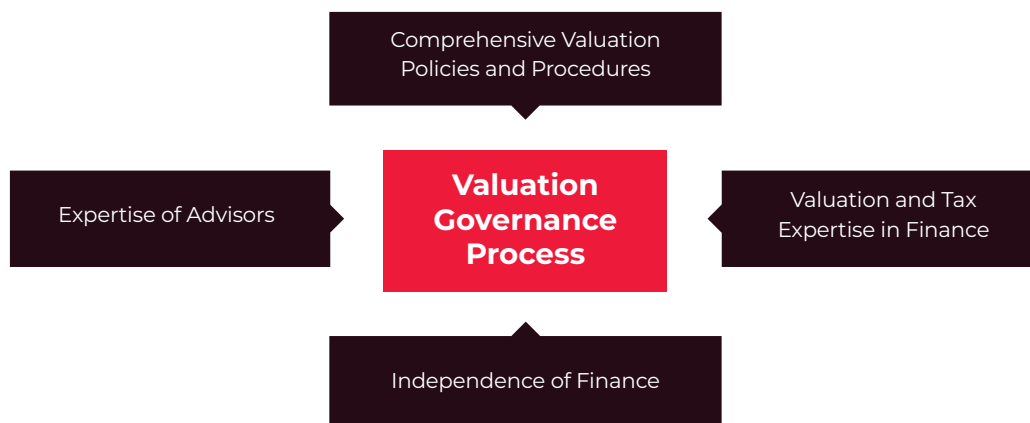 Comprehensive Valuation
Policies and Procedures
Expertise of Advisors
Valuation
Governance
Process
Valuation and Tax
Expertise in Finance
Independence of Finance